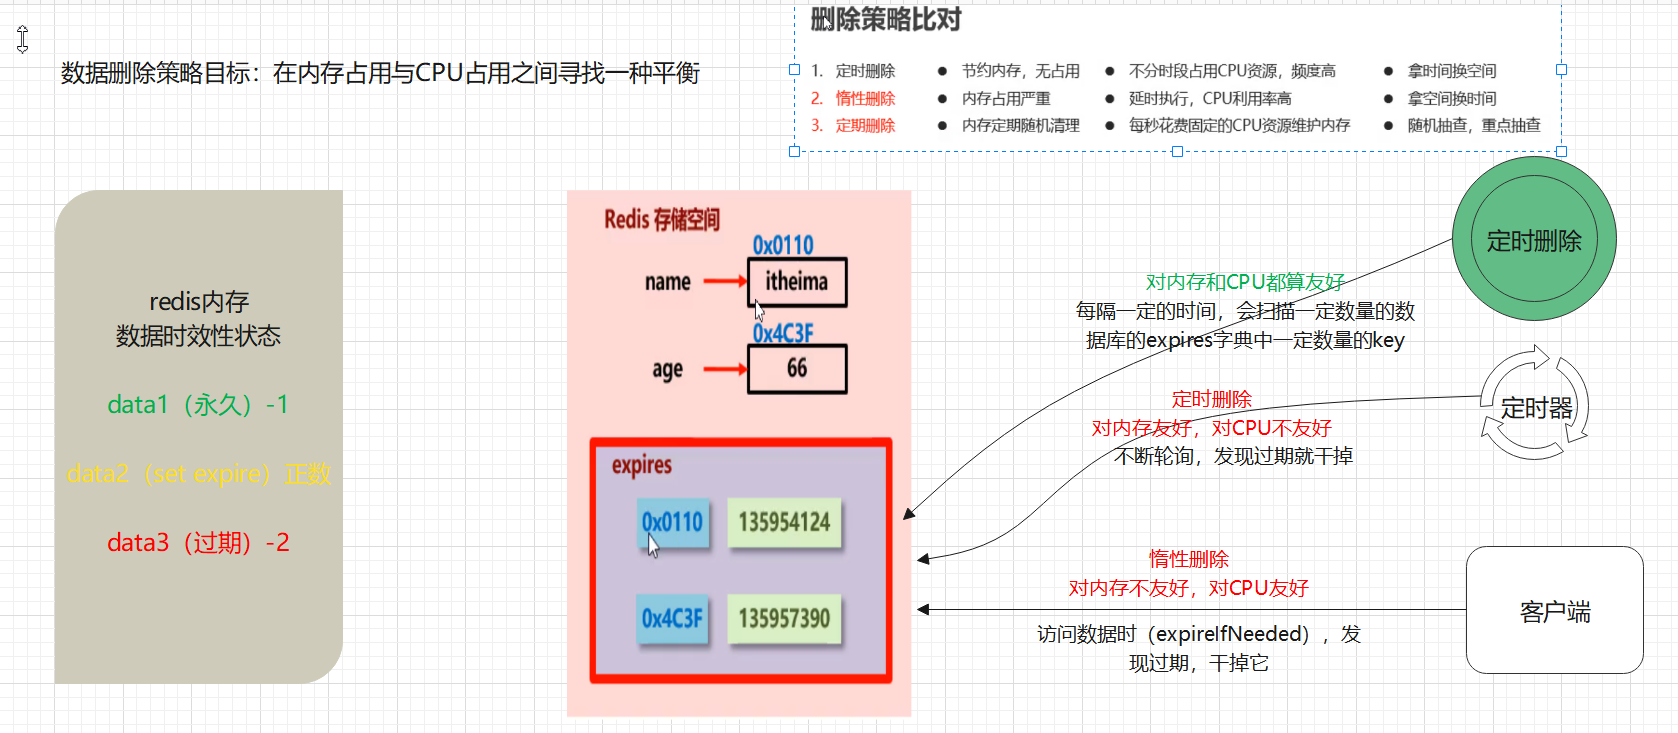 数据删除策略目标：在内存占用与CPU占用之间寻找一种平衡
删除策略比对
1. 定时删除 ● 节约内存，无占用 ● 不分时段占用CPU资源，频度高 ● 拿时间换空间
2. 惰性删除 ● 内存占用严重 ● 延时执行，CPU利用率高 ● 拿空间换时间
3. 定期删除 ● 内存定期随机清理 ● 每秒花费固定的CPU资源维护内存 ● 随机抽查，重点抽查
redis内存
数据时效性状态
data1（永久）-1
data2（set expire）正数
data3（过期）-2
Redis 存储空间
0x0110
name itheima
0x4C3F
age 66
expires
0x0110 135954124
0x4C3F 135957390
定时删除
对内存和CPU都算友好
每隔一定的时间，会扫描一定数量的数
据库的expires字典中一定数量的key
定时器
定时删除
对内存友好，对CPU不友好
不断轮询，发现过期就干掉
惰性删除
对内存不友好，对CPU友好
访问数据时（expireIfNeeded），发
现过期，干掉它
客户端